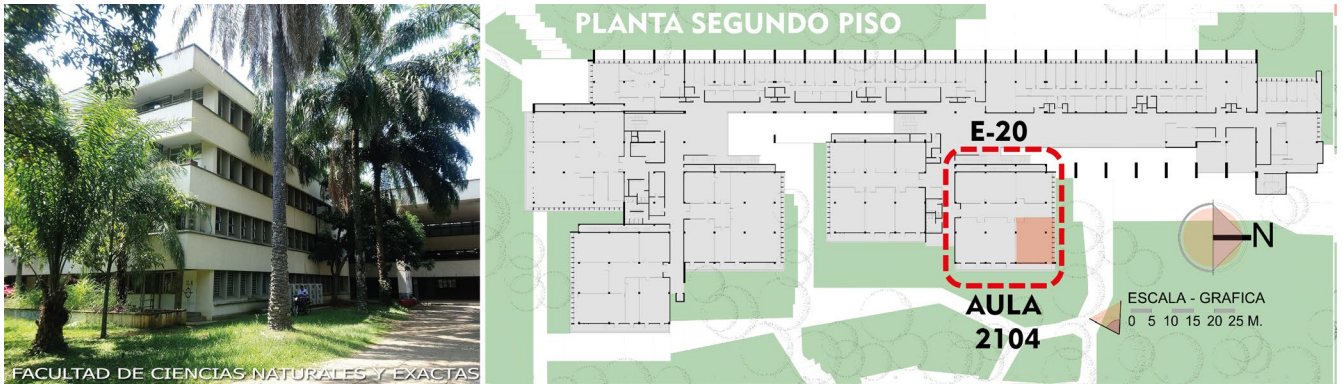 FACULTAD DE CIENCIAS NATURALES Y EXACTAS
PLANTA SEGUNDO PISO
E-20
AULA
2104
N
ESCALA - GRAFICA
0 5 10 15 20 25 M.